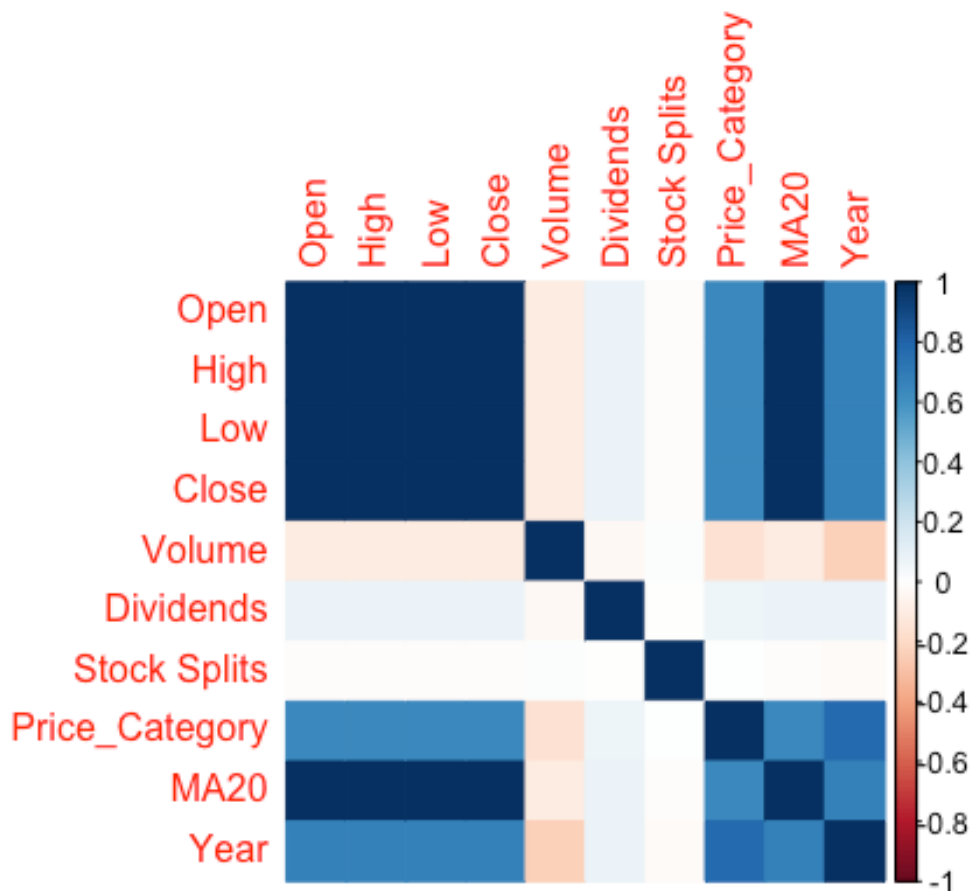 Open
High
Low
Close
Volume
Dividends
Stock Splits
Price_Category
MA20
Year
Open
High
Low
Close
Volume
Dividends
Stock Splits
Price_Category
MA20
Year
1
0.8
0.6
0.4
0.2
0
-0.2
-0.4
-0.6
-0.8
-1